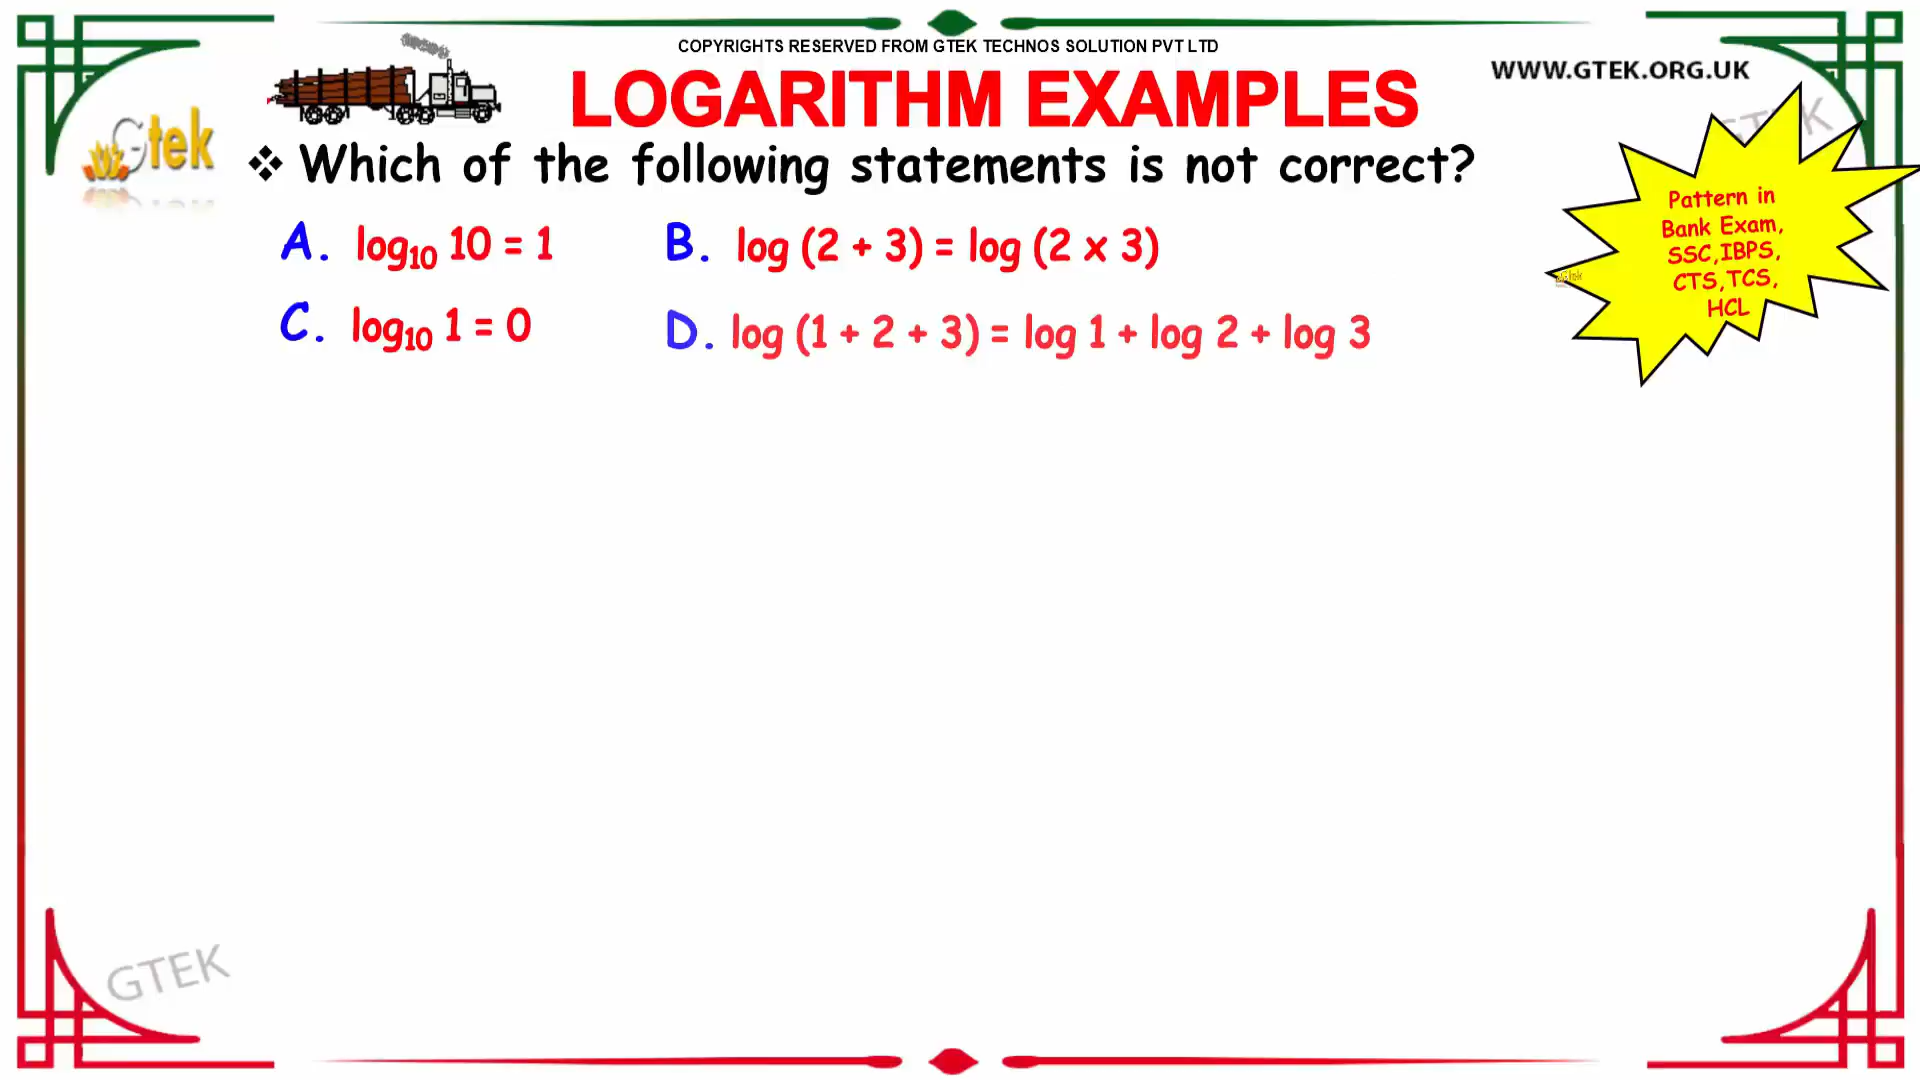 COPYRIGHTS RESERVED FROM GTEK TECHNOS SOLUTION PVT LTD
WWW.GTEK.ORG.UK
LOGARITHM EXAMPLES
Gtek
GTEK
❖ Which of the following statements is not correct?
A. log₁₀ 10 = 1
B. log (2 + 3) = log (2 x 3)
C. log₁₀ 1 = 0
D. log (1 + 2 + 3) = log 1 + log 2 + log 3
Pattern in
Bank Exam,
SSC,IBPS,
CTS,TCS,
HCL
Gtek
GTEK